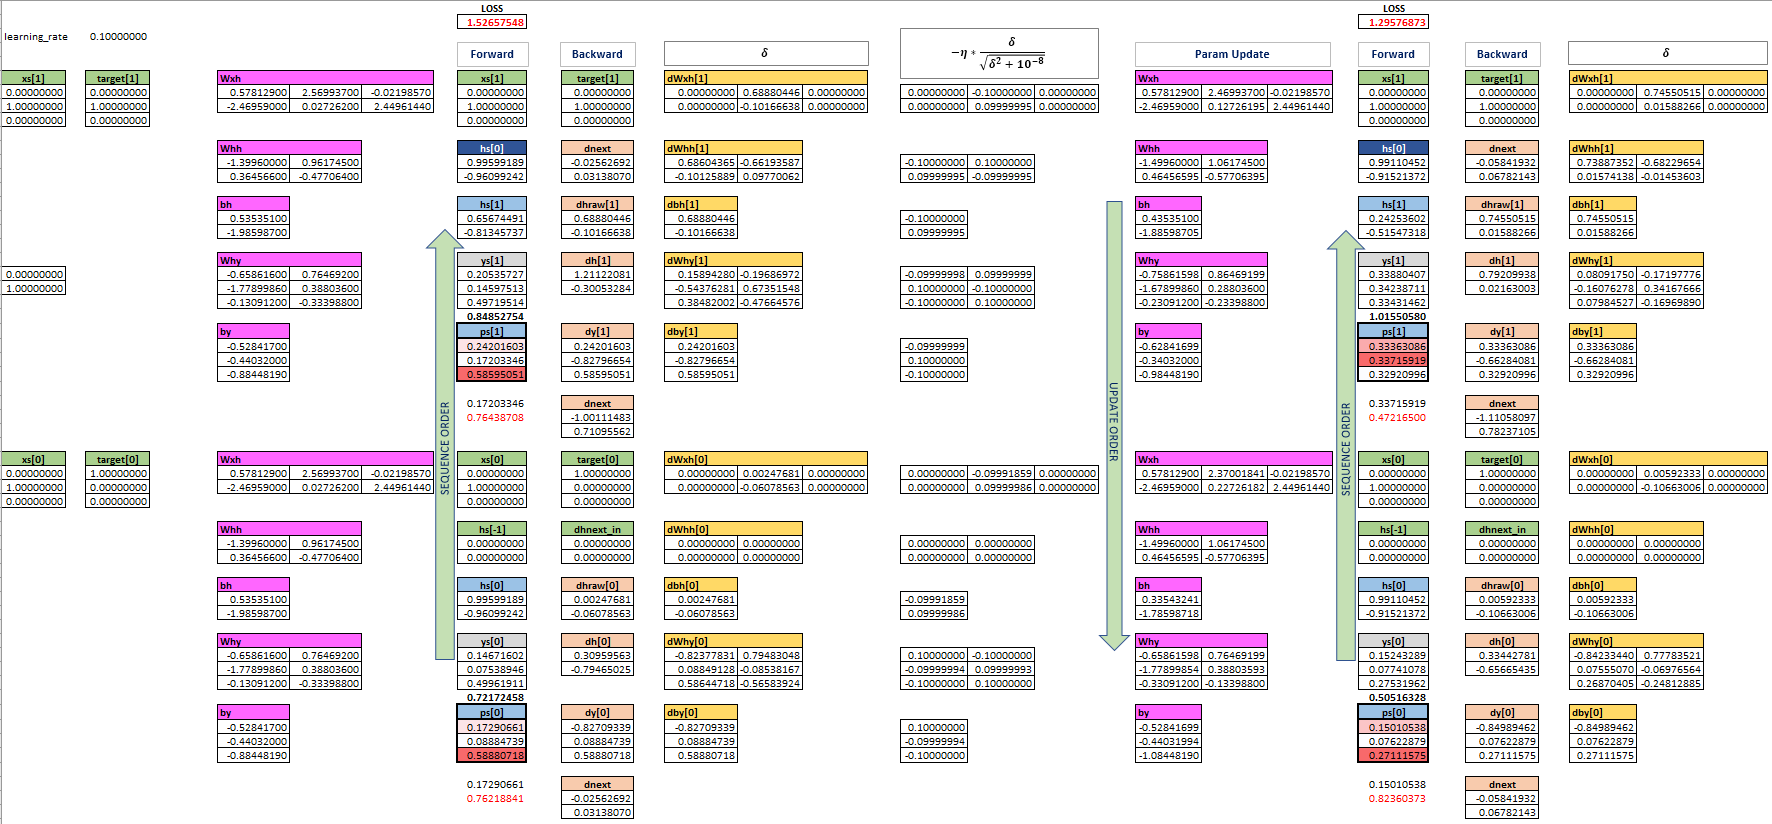 LOSS LOSS
1.52657548 1.29576873
learning_rate 0.10000000
Forward Backward δ −η * δ / √(δ² + 10⁻⁸) Param Update Forward Backward δ
xs[1] target[1] Wxh xs[1] target[1] dWxh[1] Wxh xs[1] target[1] dWxh[1]
0.00000000 0.00000000 0.57812900 2.56993700 -0.02198570 0.00000000 0.00000000 0.00000000 0.68880446 0.00000000 0.00000000 -0.10000000 0.00000000 0.57812900 2.46993700 -0.02198570 0.00000000 0.00000000 0.00000000 0.74550515 0.00000000
1.00000000 1.00000000 -2.46959000 0.02726200 2.44961440 1.00000000 1.00000000 0.00000000 -0.10166638 0.00000000 0.00000000 0.09999995 0.00000000 -2.46959000 0.12726195 2.44961440 1.00000000 1.00000000 0.00000000 0.01588266 0.00000000
0.00000000 0.00000000 0.00000000 0.00000000 0.00000000 0.00000000
Whh hs[0] dnext dWhh[1] Whh hs[0] dnext dWhh[1]
-1.39960000 0.96174500 0.99599189 -0.02562692 0.68604365 -0.66193587 -0.10000000 0.10000000 -1.49960000 1.06174500 0.99110452 -0.05841932 0.73887352 -0.68229654
0.36456600 -0.47706400 -0.96099242 0.03138070 -0.10125889 0.09770062 0.09999995 -0.09999995 0.46456595 -0.57706395 -0.91521372 0.06782143 0.01574138 -0.01453603
bh hs[1] dhraw[1] dbh[1] bh hs[1] dhraw[1] dbh[1]
0.53535100 0.65674491 0.68880446 0.68880446 -0.10000000 0.43535100 0.24253602 0.74550515 0.74550515
-1.98598700 -0.81345737 -0.10166638 -0.10166638 0.09999995 -1.88598705 -0.51547318 0.01588266 0.01588266
Why ys[1] dh[1] dWhy[1] Why ys[1] dh[1] dWhy[1]
0.00000000 -0.65861600 0.76469200 0.20535727 1.21122081 0.15894280 -0.19686972 -0.09999998 0.09999999 -0.75861598 0.86469199 0.33880407 0.79209938 0.08091750 -0.17197776
1.00000000 -1.77899860 0.38803600 0.14597513 -0.30053284 -0.54376281 0.67351548 0.10000000 -0.10000000 -1.67899860 0.28803600 0.34238711 0.02163003 -0.16076278 0.34167666
-0.13091200 -0.33398800 0.49719514 0.38482002 -0.47664576 -0.10000000 0.10000000 -0.23091200 -0.23398800 0.33431462 0.07984527 -0.16969890
0.84852754 1.01550580
by ps[1] dy[1] dby[1] by ps[1] dy[1] dby[1]
-0.52841700 0.24201603 0.24201603 0.24201603 -0.09999999 -0.62841699 0.33363086 0.33363086 0.33363086
-0.44032000 0.17203346 -0.82796654 -0.82796654 0.10000000 -0.34032000 0.33715919 -0.66284081 -0.66284081
-0.88448190 0.58595051 0.58595051 0.58595051 -0.10000000 -0.98448190 0.32920996 0.32920996 0.32920996
SEQUENCE ORDER
UPDATE ORDER
SEQUENCE ORDER
0.17203346 dnext 0.33715919 dnext
0.76438708 -1.00111483 0.47216500 -1.11058097
0.71095562 0.78237105
xs[0] target[0] Wxh xs[0] target[0] dWxh[0] Wxh xs[0] target[0] dWxh[0]
0.00000000 1.00000000 0.57812900 2.56993700 -0.02198570 0.00000000 1.00000000 0.00000000 0.00247681 0.00000000 0.00000000 -0.09991859 0.00000000 0.57812900 2.37001841 -0.02198570 0.00000000 1.00000000 0.00000000 0.00592333 0.00000000
1.00000000 0.00000000 -2.46959000 0.02726200 2.44961440 1.00000000 0.00000000 0.00000000 -0.06078563 0.00000000 0.00000000 0.09999986 0.00000000 -2.46959000 0.22726182 2.44961440 1.00000000 0.00000000 0.00000000 -0.10663006 0.00000000
0.00000000 0.00000000 0.00000000 0.00000000 0.00000000 0.00000000
Whh hs[-1] dhnext_in dWhh[0] Whh hs[-1] dhnext_in dWhh[0]
-1.39960000 0.96174500 0.00000000 0.00000000 0.00000000 0.00000000 0.00000000 0.00000000 -1.49960000 1.06174500 0.00000000 0.00000000 0.00000000 0.00000000
0.36456600 -0.47706400 0.00000000 0.00000000 0.00000000 0.00000000 0.00000000 0.00000000 0.46456595 -0.57706395 0.00000000 0.00000000 0.00000000 0.00000000
bh hs[0] dhraw[0] dbh[0] bh hs[0] dhraw[0] dbh[0]
0.53535100 0.99599189 0.00247681 0.00247681 -0.09991859 0.33543241 0.99110452 0.00592333 0.00592333
-1.98598700 -0.96099242 -0.06078563 -0.06078563 0.09999986 -1.78598718 -0.91521372 -0.10663006 -0.10663006
Why ys[0] dh[0] dWhy[0] Why ys[0] dh[0] dWhy[0]
-0.65861600 0.76469200 0.14671602 0.30959563 -0.82377831 0.79483048 0.10000000 -0.10000000 -0.65861598 0.76469199 0.15243289 0.33442781 -0.84233440 0.77783521
-1.77899860 0.38803600 0.07538946 -0.79465025 0.08849128 -0.08538167 -0.09999994 0.09999993 -1.77899854 0.38803593 0.07741078 -0.65665435 0.07555070 -0.06976564
-0.13091200 -0.33398800 0.49961911 0.58644718 -0.56583924 -0.10000000 0.10000000 -0.33091200 -0.13398800 0.27531962 0.26870405 -0.24812885
0.72172458 0.50516328
by ps[0] dy[0] dby[0] by ps[0] dy[0] dby[0]
-0.52841700 0.17290661 -0.82709339 -0.82709339 0.10000000 -0.52841699 0.15010538 -0.84989462 -0.84989462
-0.44032000 0.08884739 0.08884739 0.08884739 -0.09999994 -0.44031994 0.07622879 0.07622879 0.07622879
-0.88448190 0.58880718 0.58880718 0.58880718 -0.10000000 -1.08448190 0.27111575 0.27111575 0.27111575
0.17290661 dnext 0.15010538 dnext
0.76218841 -0.02562692 0.82360373 -0.05841932
0.03138070 0.06782143